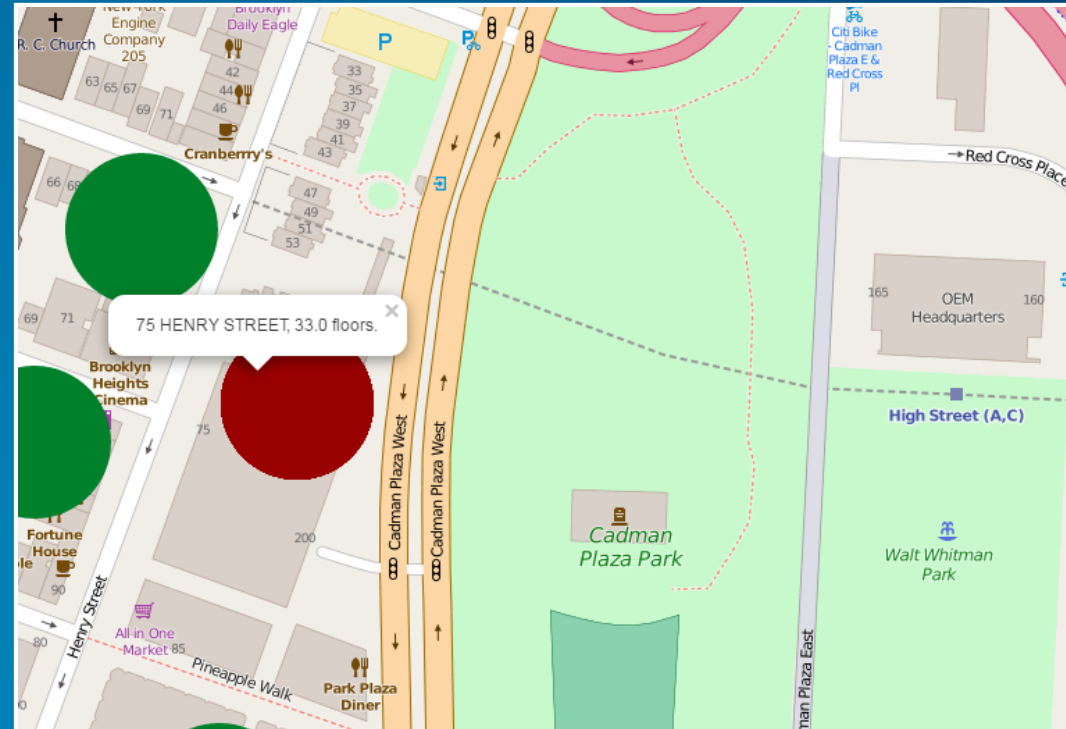 New York
Engine
Company
205
R. C. Church
Brooklyn
Daily Eagle
P
P
Citi Bike
- Cadman
Plaza E &
Red Cross
Pl
63
65
67
69
71
42
44
46
Cranberrry's
33
35
37
39
41
43
Red Cross Place
66
68
47
49
51
53
165
OEM
Headquarters
160
69
71
75 HENRY STREET, 33.0 floors.
×
Brooklyn
Heights
Cinema
75
Cadman Plaza West
Cadman Plaza West
High Street (A,C)
Fortune
House
90
200
Cadman
Plaza Park
Walt Whitman
Park
Henry Street
80
All in One
Market
85
Pineapple Walk
Park Plaza
Diner
man Plaza East